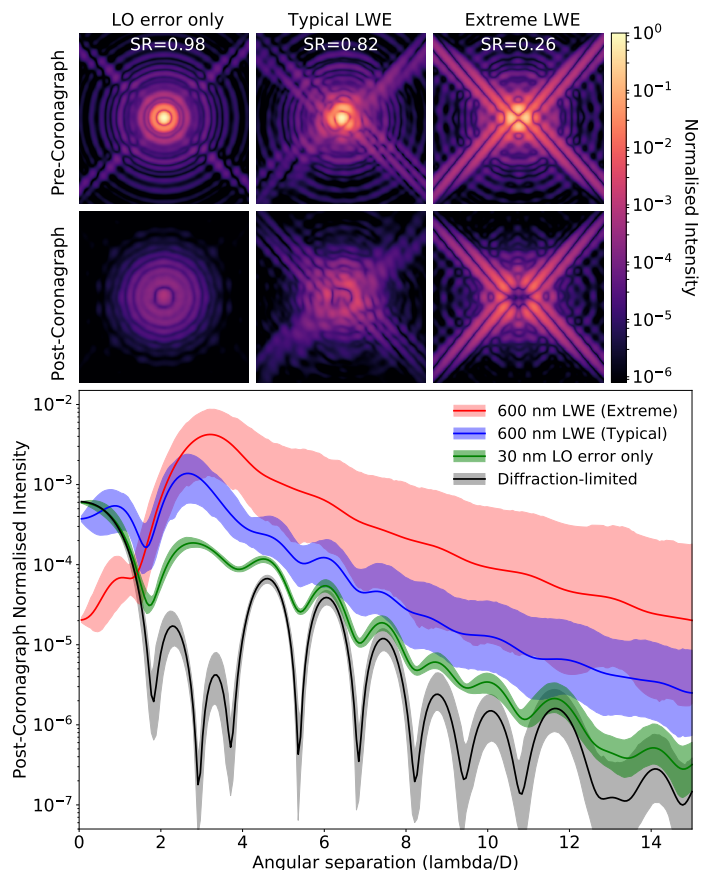 LO error only
Typical LWE
Extreme LWE
SR=0.98
SR=0.82
SR=0.26
Pre-Coronagraph
Post-Coronagraph
10⁰
10⁻¹
10⁻²
10⁻³
10⁻⁴
10⁻⁵
10⁻⁶
Normalised Intensity
10⁻²
10⁻³
10⁻⁴
10⁻⁵
10⁻⁶
10⁻⁷
Post-Coronagraph Normalised Intensity
600 nm LWE (Extreme)
600 nm LWE (Typical)
30 nm LO error only
Diffraction-limited
0 2 4 6 8 10 12 14
Angular separation (lambda/D)